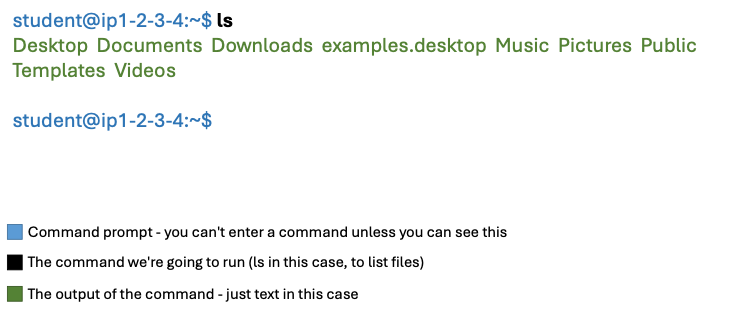 student@ip1-2-3-4:~$ ls
Desktop Documents Downloads examples.desktop Music Pictures Public
Templates Videos
student@ip1-2-3-4:~$
Command prompt - you can't enter a command unless you can see this
The command we're going to run (ls in this case, to list files)
The output of the command - just text in this case